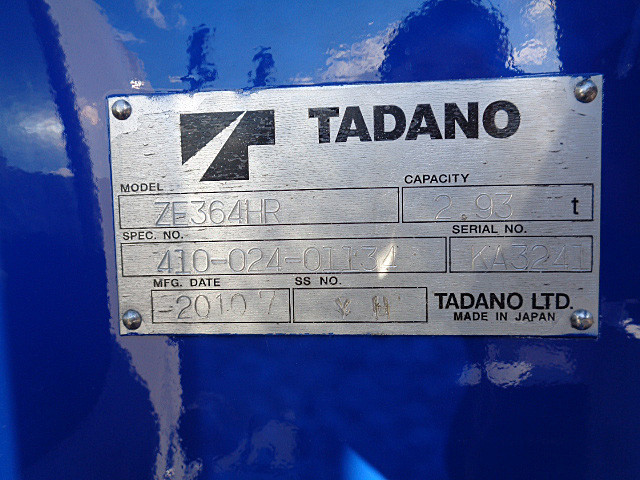 TADANO
MODEL CAPACITY
ZE364HR 2.93 t
SPEC. NO. SERIAL NO.
410-024-01134 KA3241
MFG. DATE SS NO.
-2010 7 Y H TADANO LTD.
MADE IN JAPAN